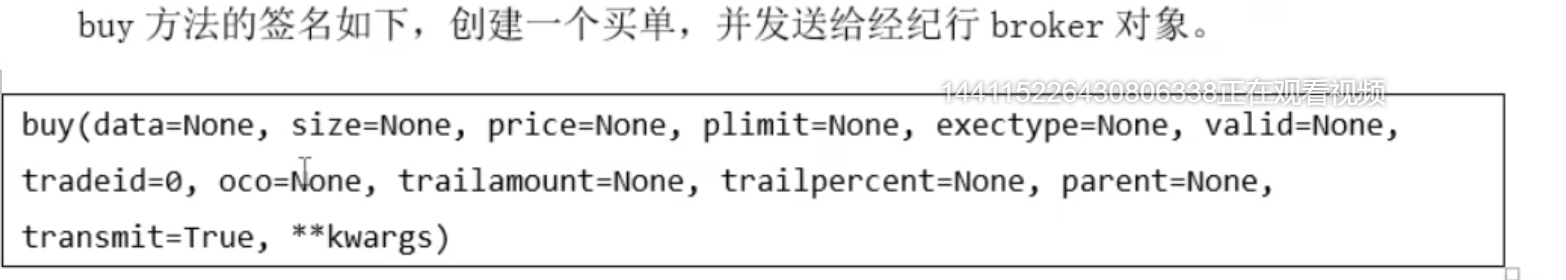 buy 方法的签名如下，创建一个买单，并发送给经纪行 broker 对象。
144115226430806338正在观看视频
buy(data=None, size=None, price=None, plimit=None, exectype=None, valid=None,
tradeid=0, oco=None, trailamount=None, trailpercent=None, parent=None,
transmit=True, **kwargs)